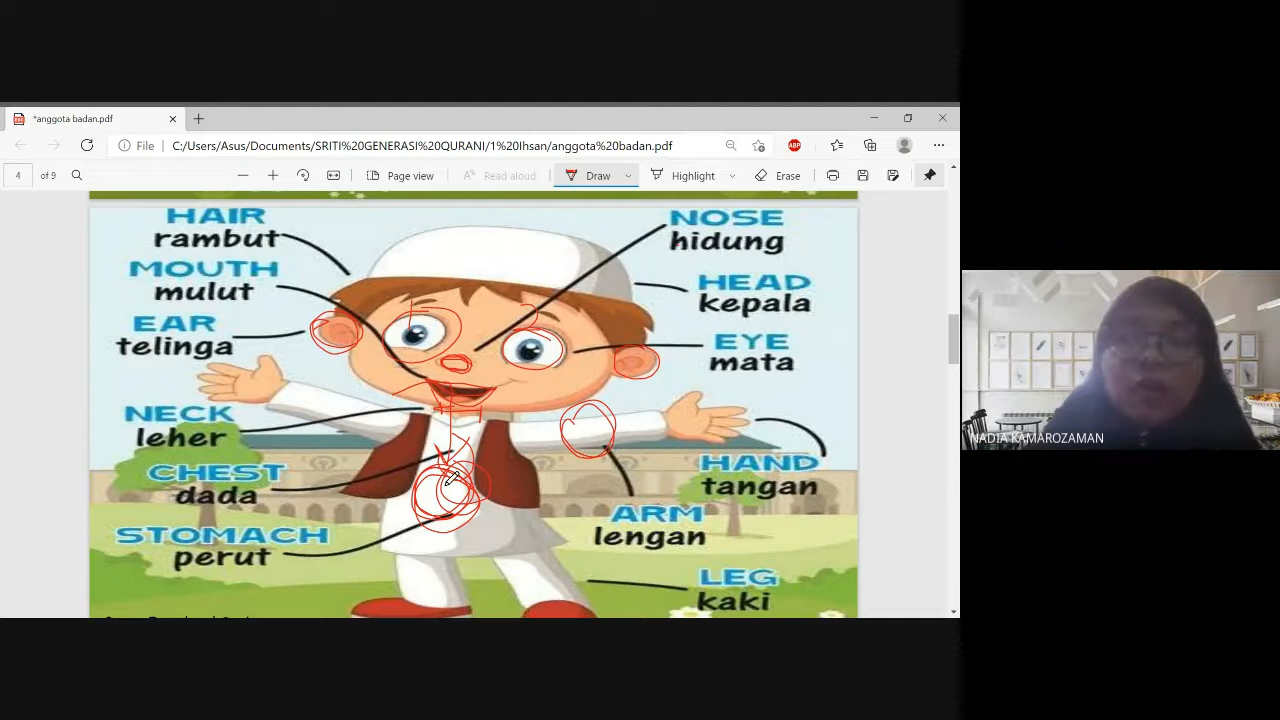 *anggota badan.pdf
File
C:/Users/Asus/Documents/SRITI%20GENERASI%20QURANI/1%20Ihsan/anggota%20badan.pdf
4 of 9
Page view
Read aloud
Draw
Highlight
Erase
HAIR
rambut
MOUTH
mulut
EAR
telinga
NECK
leher
CHEST
dada
STOMACH
perut
NOSE
hidung
HEAD
kepala
EYE
mata
HAND
tangan
ARM
lengan
LEG
kaki
NADIA KAMAROZAMAN